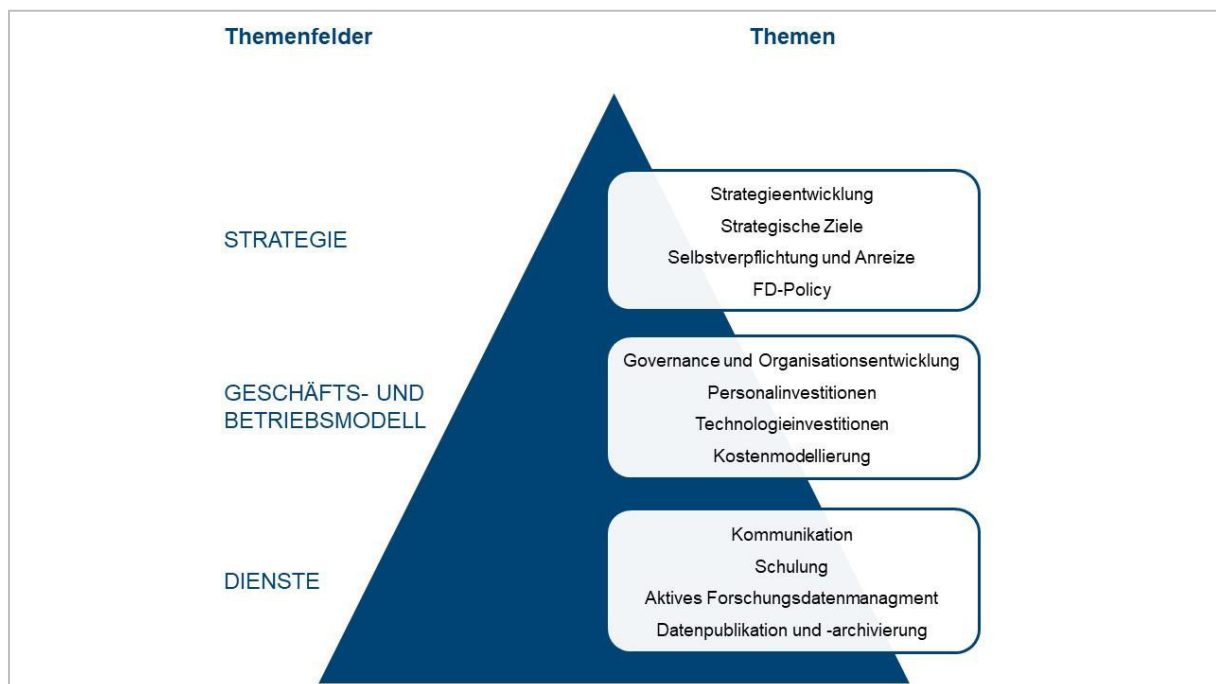 Themenfelder
Themen
STRATEGIE
Strategieentwicklung
Strategische Ziele
Selbstverpflichtung und Anreize
FD-Policy
GESCHÄFTS- UND
BETRIEBSMODELL
Governance und Organisationsentwicklung
Personalinvestitionen
Technologieinvestitionen
Kostenmodellierung
DIENSTE
Kommunikation
Schulung
Aktives Forschungsdatenmanagment
Datenpublikation und -archivierung